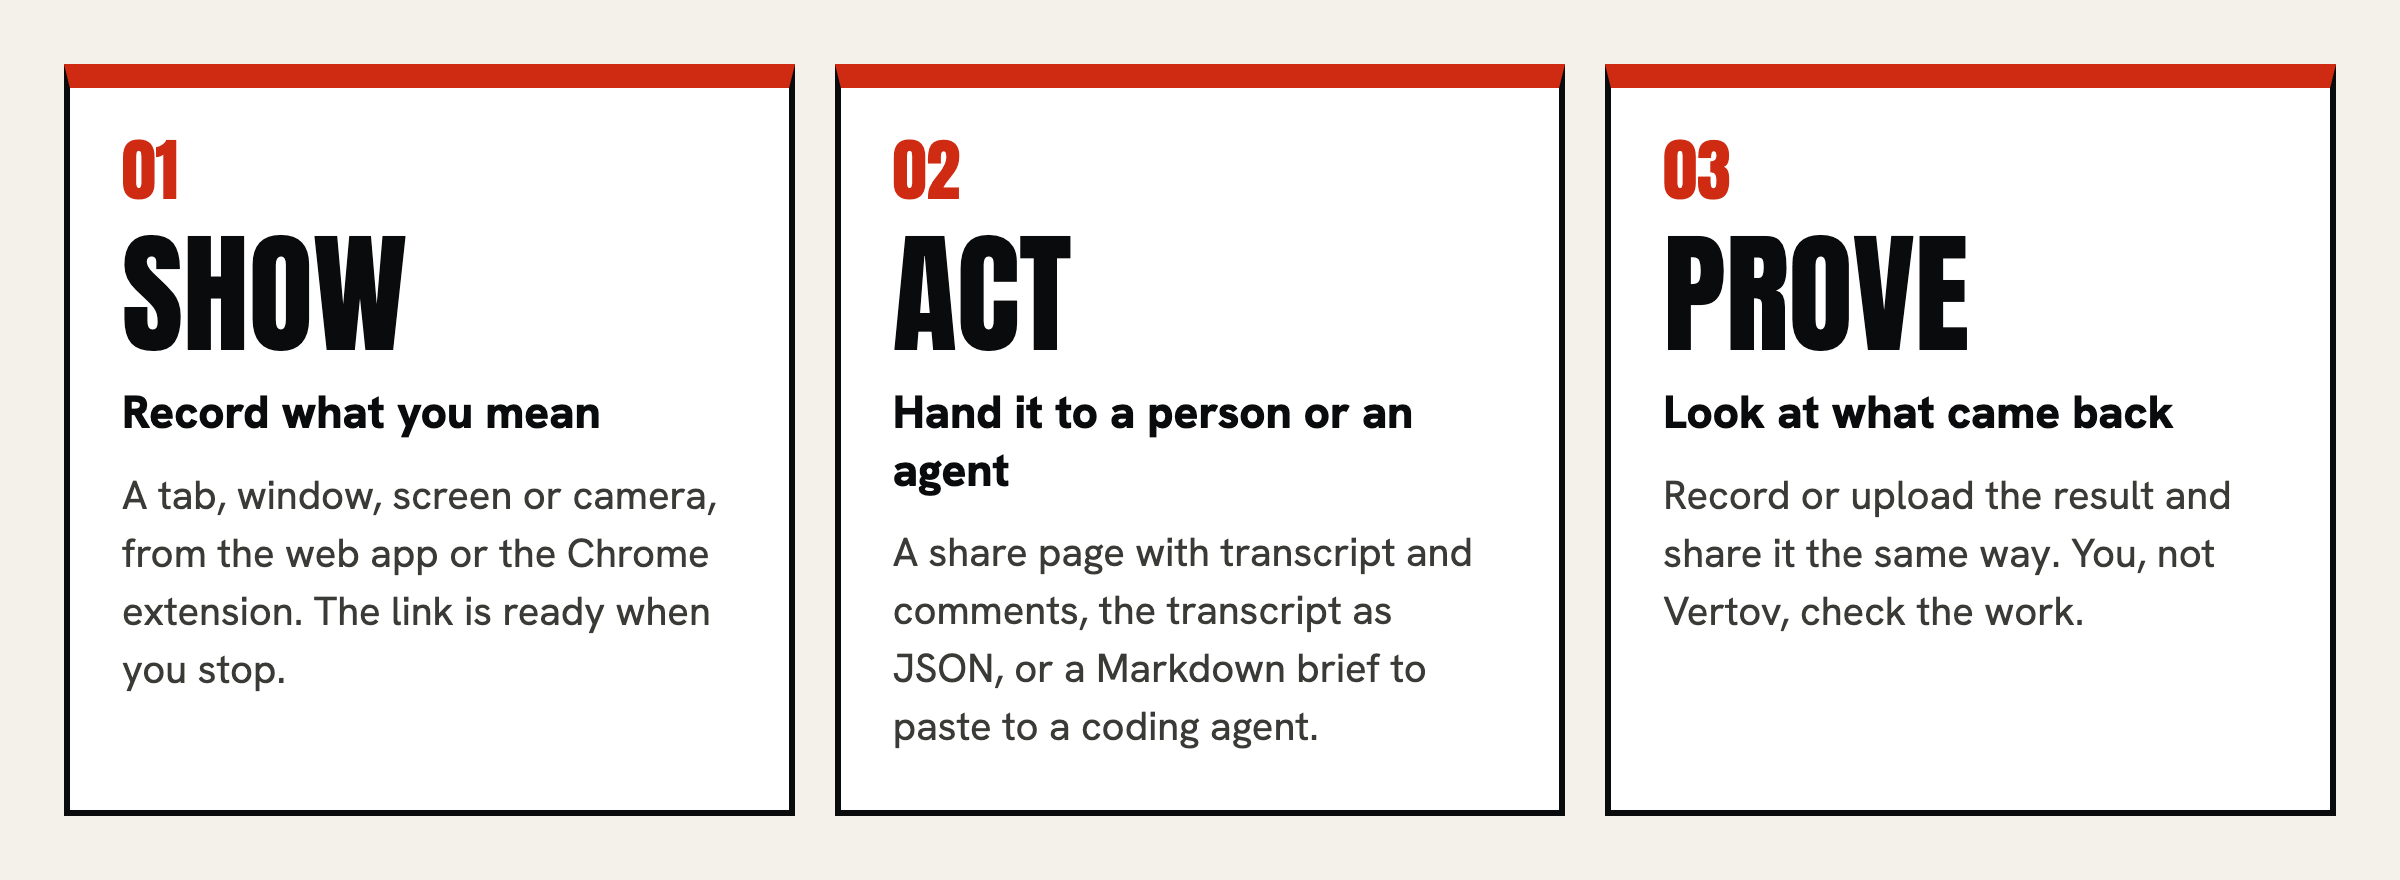 01
SHOW
Record what you mean
A tab, window, screen or camera,
from the web app or the Chrome
extension. The link is ready when
you stop.
02
ACT
Hand it to a person or an
agent
A share page with transcript and
comments, the transcript as
JSON, or a Markdown brief to
paste to a coding agent.
03
PROVE
Look at what came back
Record or upload the result and
share it the same way. You, not
Vertov, check the work.